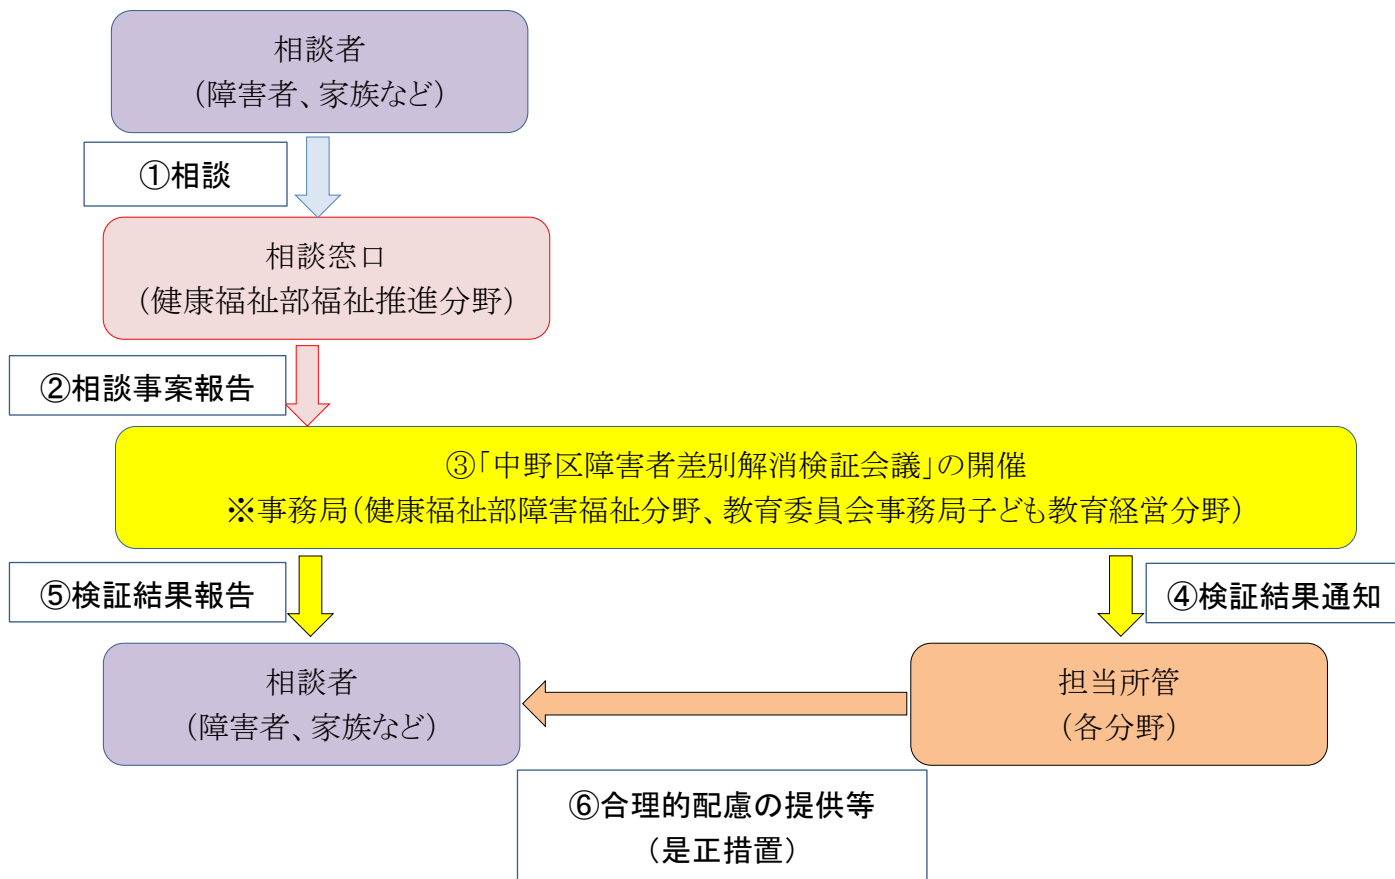 相談者
（障害者、家族など）
①相談
相談窓口
（健康福祉部福祉推進分野）
②相談事案報告
③「中野区障害者差別解消検証会議」の開催
※事務局（健康福祉部障害福祉分野、教育委員会事務局子ども教育経営分野）
⑤検証結果報告
④検証結果通知
相談者
（障害者、家族など）
担当所管
（各分野）
⑥合理的配慮の提供等
（是正措置）